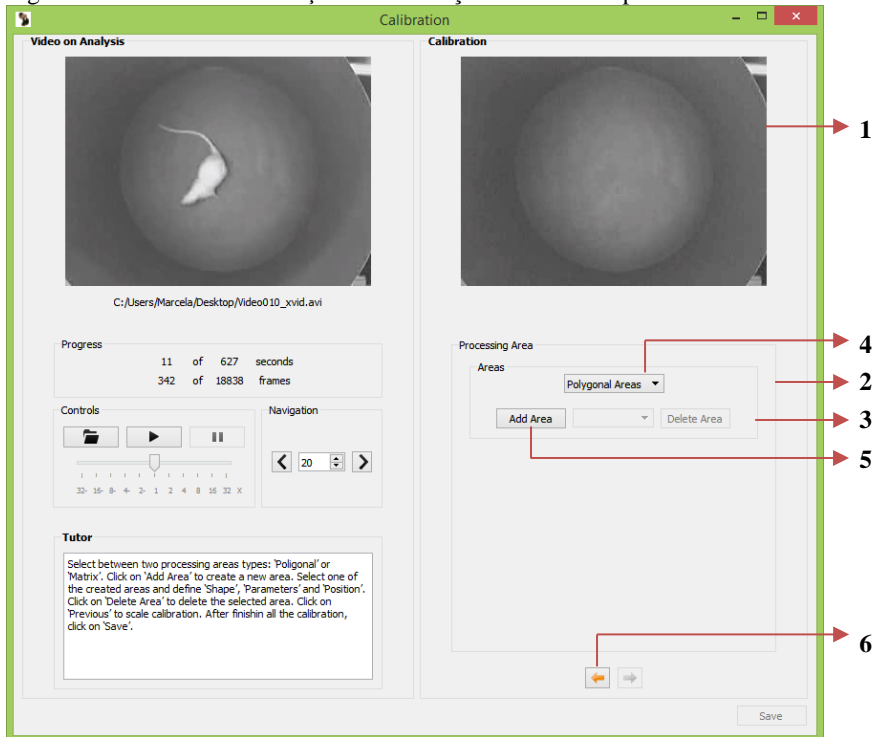 Calibration
Video on Analysis
C:/Users/Marcela/Desktop/Video010_xvid.avi
Progress
11 of 627 seconds
342 of 18838 frames
Controls
32- 16- 8- 4- 2- 1 2 4 8 16 32 X
Navigation
20
Tutor
Select between two processing areas types: 'Poligonal' or
'Matrix'. Click on 'Add Area' to create a new area. Select one of
the created areas and define 'Shape', 'Parameters' and 'Position'.
Click on 'Delete Area' to delete the selected area. Click on
'Previous' to scale calibration. After finishin all the calibration,
click on 'Save'.
Calibration
1
Processing Area
4
Areas
Polygonal Areas
2
Add Area
Delete Area
3
5
6
Save